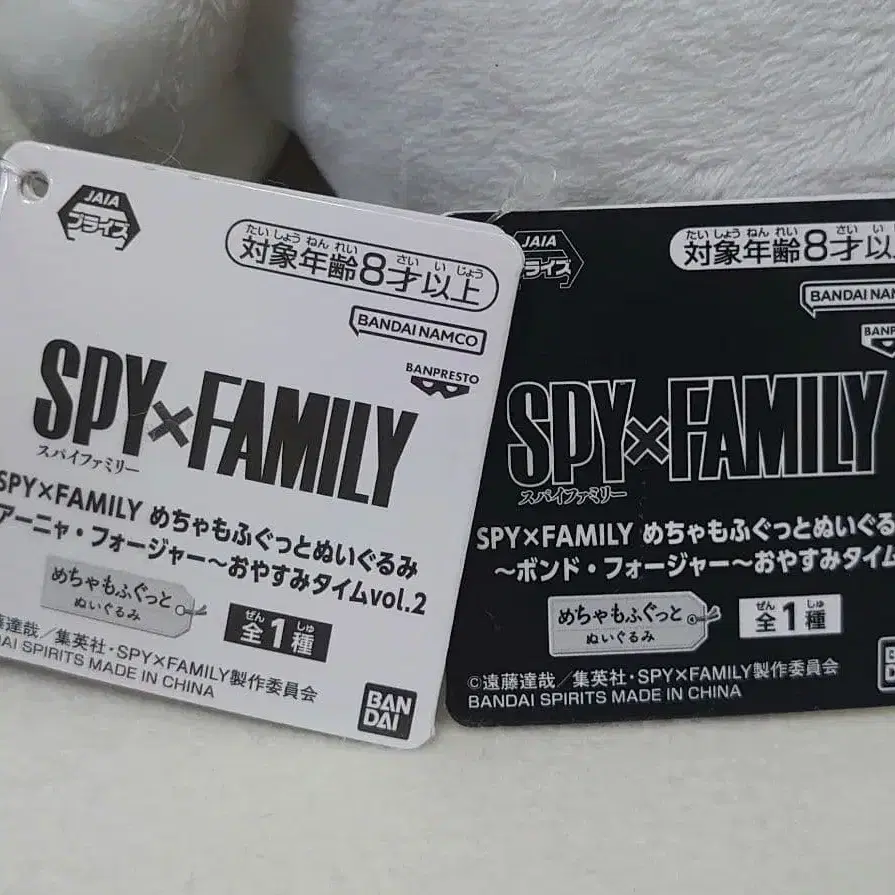 JAIA
プライズ
たいしょうねんれい さい いじょう
対象年齢8才以上
BANDAI NAMCO
BANPRESTO
SPY×FAMILY
スパイファミリー
SPY×FAMILY めちゃもふぐっとぬいぐるみ
アーニャ・フォージャー〜おやすみタイムvol.2
めちゃもふぐっと
ぬいぐるみ
ぜん しゅ
全1種
達哉／集英社・SPY×FAMILY製作委員会
SPIRITS MADE IN CHINA
BAN
DAI
JAIA
プライズ
たいしょうねんれい さい い
対象年齢8才以
BANDAI NAM
SPY×FAMILY
スパイファミリー
SPY×FAMILY めちゃもふぐっとぬいぐる
〜ボンド・フォージャー〜おやすみタイム
めちゃもふぐっと
ぬいぐるみ
ぜん しゅ
全1種
©遠藤達哉／集英社・SPY×FAMILY製作委員会
BANDAI SPIRITS MADE IN CHINA